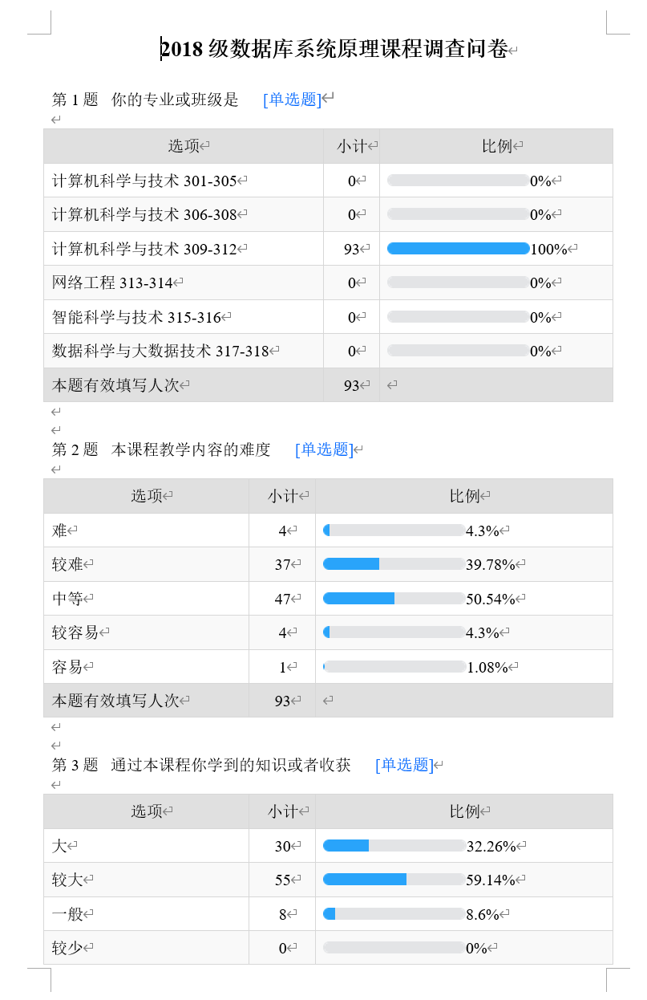 2018 级数据库系统原理课程调查问卷
第 1 题 你的专业或班级是 [单选题]
选项 小计 比例
计算机科学与技术 301-305 0 0%
计算机科学与技术 306-308 0 0%
计算机科学与技术 309-312 93 100%
网络工程 313-314 0 0%
智能科学与技术 315-316 0 0%
数据科学与大数据技术 317-318 0 0%
本题有效填写人次 93
第 2 题 本课程教学内容的难度 [单选题]
选项 小计 比例
难 4 4.3%
较难 37 39.78%
中等 47 50.54%
较容易 4 4.3%
容易 1 1.08%
本题有效填写人次 93
第 3 题 通过本课程你学到的知识或者收获 [单选题]
选项 小计 比例
大 30 32.26%
较大 55 59.14%
一般 8 8.6%
较少 0 0%